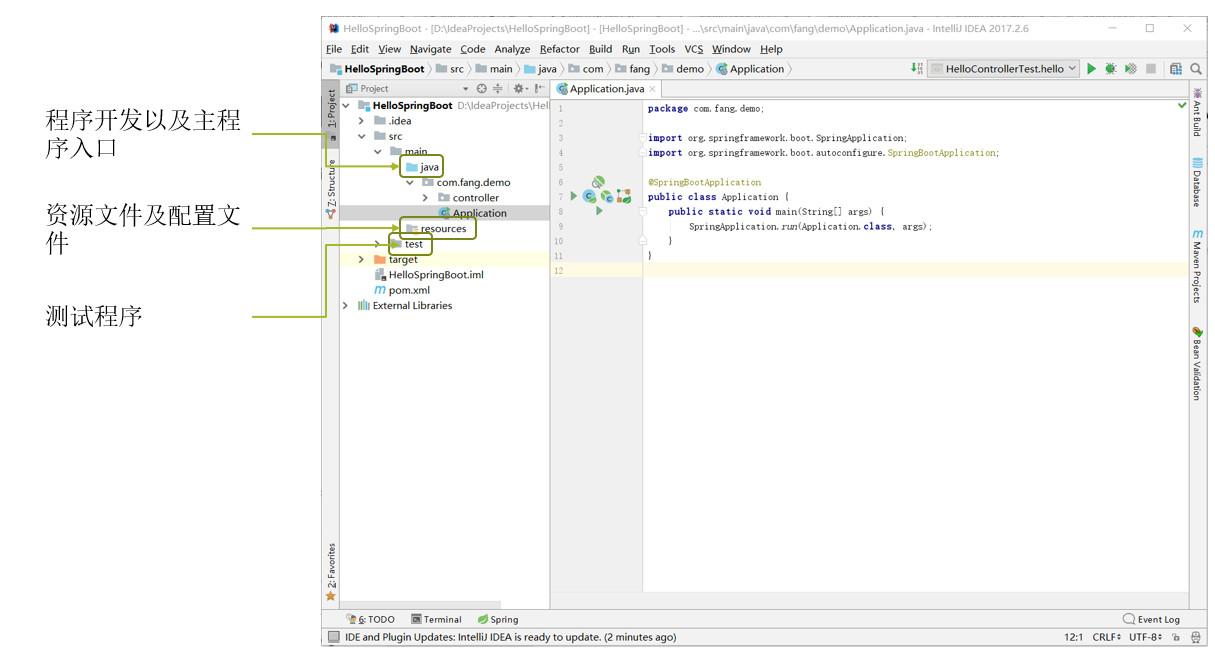 HelloSpringBoot - [D:\IdeaProjects\HelloSpringBoot] - [HelloSpringBoot] - ...\src\main\java\com\fang\demo\Application.java - IntelliJ IDEA 2017.2.6
File Edit View Navigate Code Analyze Refactor Build Run Tools VCS Window Help
HelloSpringBoot src main java com fang demo Application HelloControllerTest.hello
程序开发以及主程
序入口
资源文件及配置文
件
测试程序
1: Project
Z: Structure
2: Favorites
Project
HelloSpringBoot D:\IdeaProjects\Hel
.idea
src
main
java
com.fang.demo
controller
Application
resources
test
target
HelloSpringBoot.iml
pom.xml
External Libraries
Application.java
1 package com.fang.demo;
2
3 import org.springframework.boot.SpringApplication;
4 import org.springframework.boot.autoconfigure.SpringBootApplication;
5
6 @SpringBootApplication
7 public class Application {
8 public static void main(String[] args) {
9 SpringApplication.run(Application.class, args);
10 }
11 }
12
Ant Build
Database
Maven Projects
Bean Validation
6: TODO Terminal Spring Event Log
IDE and Plugin Updates: IntelliJ IDEA is ready to update. (2 minutes ago) 12:1 CRLF UTF-8